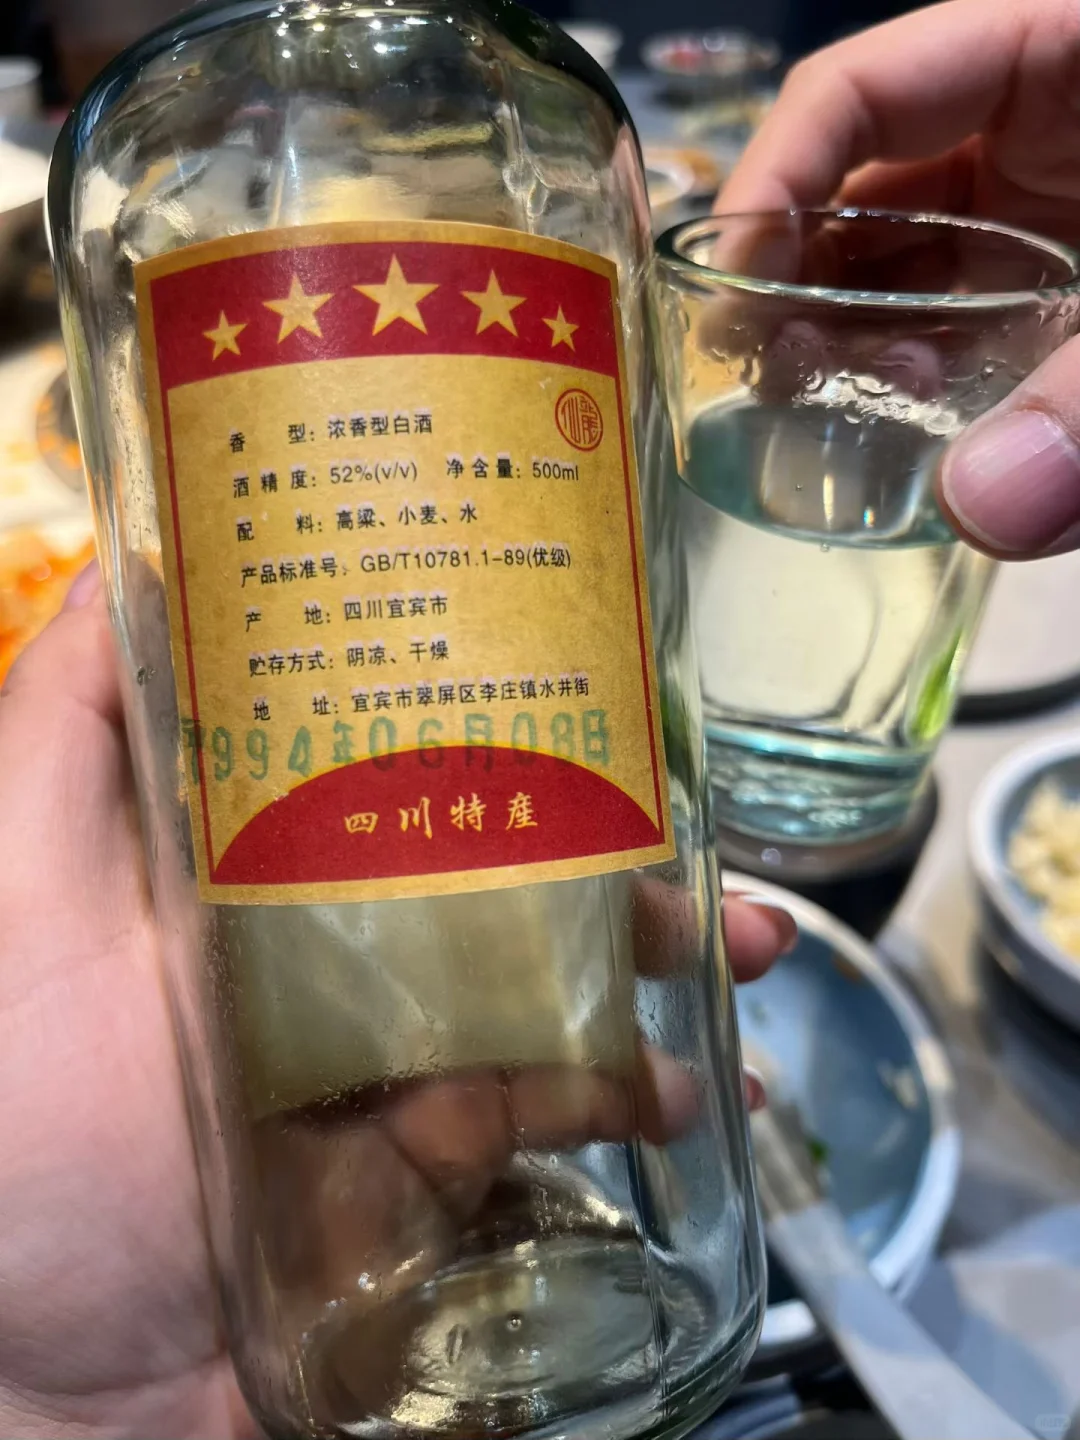 香型：浓香型白酒
酒精度：52%(v/v) 净含量：500ml
配料：高粱、小麦、水
产品标准号：GB/T10781.1-89(优级)
产地：四川宜宾市
贮存方式：阴凉、干燥
地址：宜宾市翠屏区李庄镇水井街
1994年06月08日
四川特産